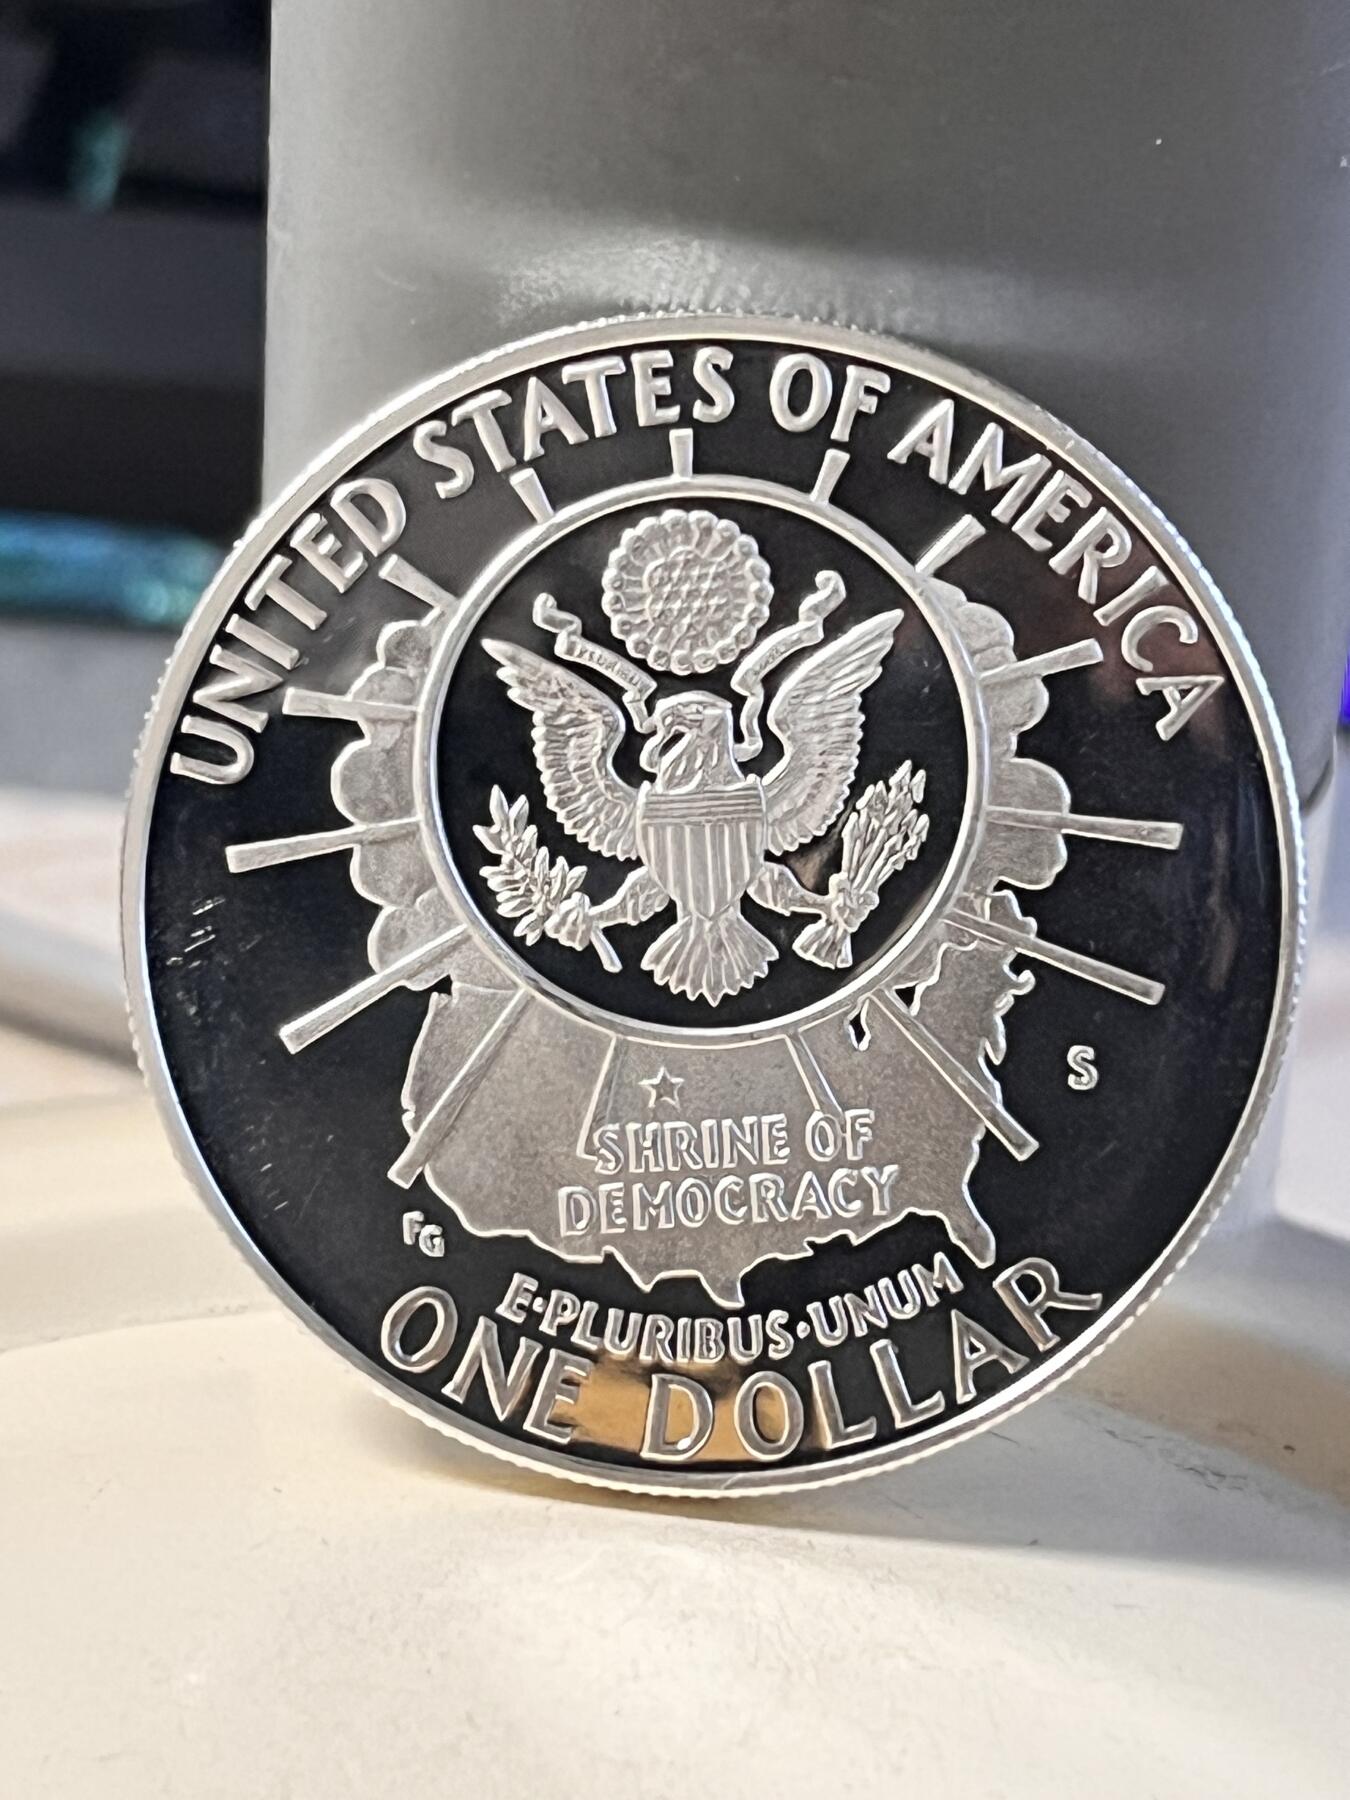 UNITED STATES OF AMERICA
S
SHRINE OF
DEMOCRACY
FG
E•PLURIBUS•UNUM
ONE DOLLAR